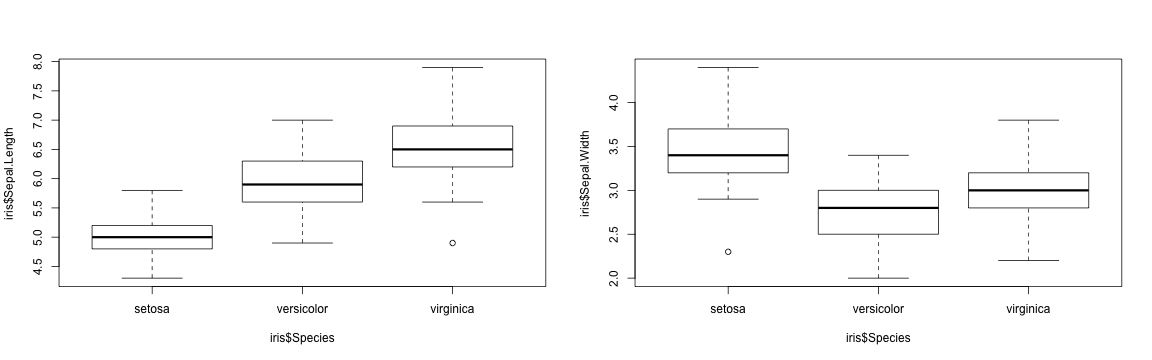 iris$Sepal.Length
8.0
7.5
7.0
6.5
6.0
5.5
5.0
4.5
setosa versicolor virginica
iris$Species
iris$Sepal.Width
4.0
3.5
3.0
2.5
2.0
setosa versicolor virginica
iris$Species